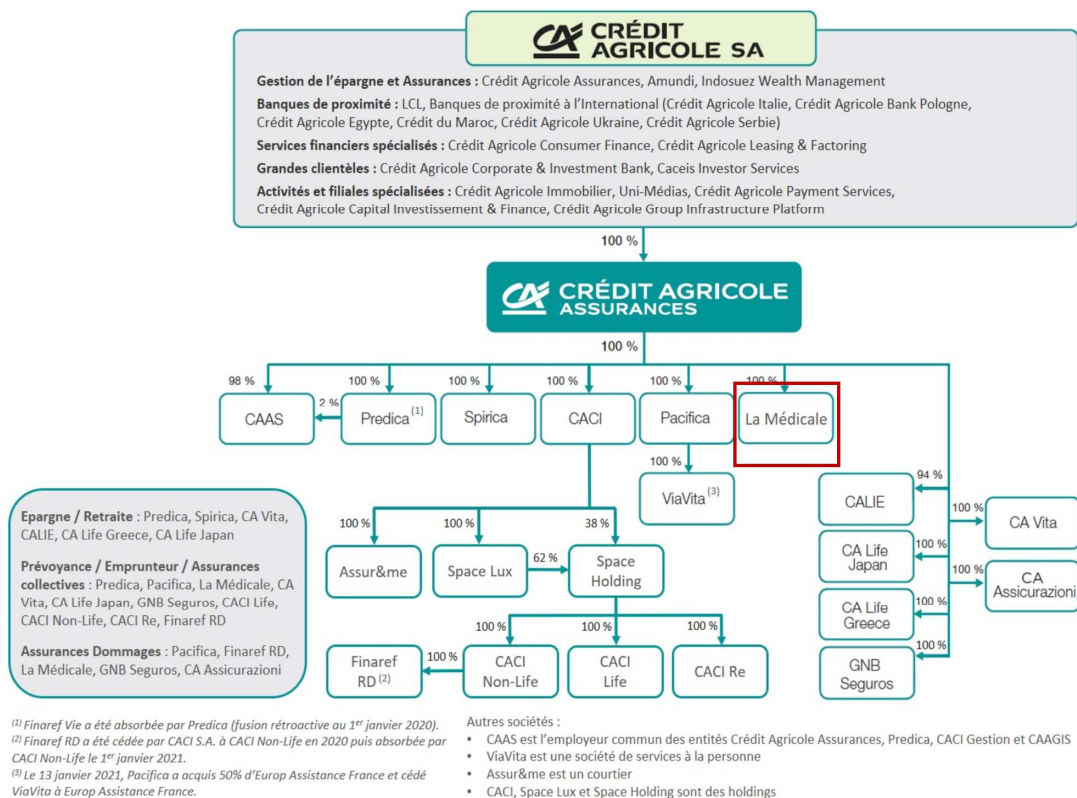 CRÉDIT
AGRICOLE SA
Gestion de l'épargne et Assurances : Crédit Agricole Assurances, Amundi, Indosuez Wealth Management
Banques de proximité : LCL, Banques de proximité à l'International (Crédit Agricole Italie, Crédit Agricole Bank Pologne,
Crédit Agricole Egypte, Crédit du Maroc, Crédit Agricole Ukraine, Crédit Agricole Serbie)
Services financiers spécialisés : Crédit Agricole Consumer Finance, Crédit Agricole Leasing & Factoring
Grandes clientèles : Crédit Agricole Corporate & Investment Bank, Caceis Investor Services
Activités et filiales spécialisées : Crédit Agricole Immobilier, Uni-Médias, Crédit Agricole Payment Services,
Crédit Agricole Capital Investissement & Finance, Crédit Agricole Group Infrastructure Platform
100 %
CRÉDIT AGRICOLE
ASSURANCES
100 %
98 %
100 %
100 %
100 %
100 %
100 %
CAAS
2 %
Predica (1)
Spirica
CACI
Pacifica
La Médicale
100 %
ViaVita (3)
94 %
CALIE
100 %
CA Vita
100 %
CA Life
Japan
100 %
CA
Assicurazioni
100 %
CA Life
Greece
100 %
GNB
Seguros
Epargne / Retraite : Predica, Spirica, CA Vita,
CALIE, CA Life Greece, CA Life Japan
Prévoyance / Emprunteur / Assurances
collectives : Predica, Pacifica, La Médicale, CA
Vita, CA Life Japan, GNB Seguros, CACI Life,
CACI Non-Life, CACI Re, Finaref RD
Assurances Dommages : Pacifica, Finaref RD,
La Médicale, GNB Seguros, CA Assicurazioni
100 %
100 %
38 %
Assur&me
Space Lux
62 %
Space
Holding
100 %
100 %
100 %
Finaref
RD (2)
100 %
CACI
Non-Life
CACI
Life
CACI Re
(1) Finaref Vie a été absorbée par Predica (fusion rétroactive au 1er janvier 2020).
(2) Finaref RD a été cédée par CACI S.A. à CACI Non-Life en 2020 puis absorbée par
CACI Non-Life le 1er janvier 2021.
(3) Le 13 janvier 2021, Pacifica a acquis 50% d'Europ Assistance France et cédé
ViaVita à Europ Assistance France.
Autres sociétés :
• CAAS est l'employeur commun des entités Crédit Agricole Assurances, Predica, CACI Gestion et CAAGIS
• ViaVita est une société de services à la personne
• Assur&me est un courtier
• CACI, Space Lux et Space Holding sont des holdings